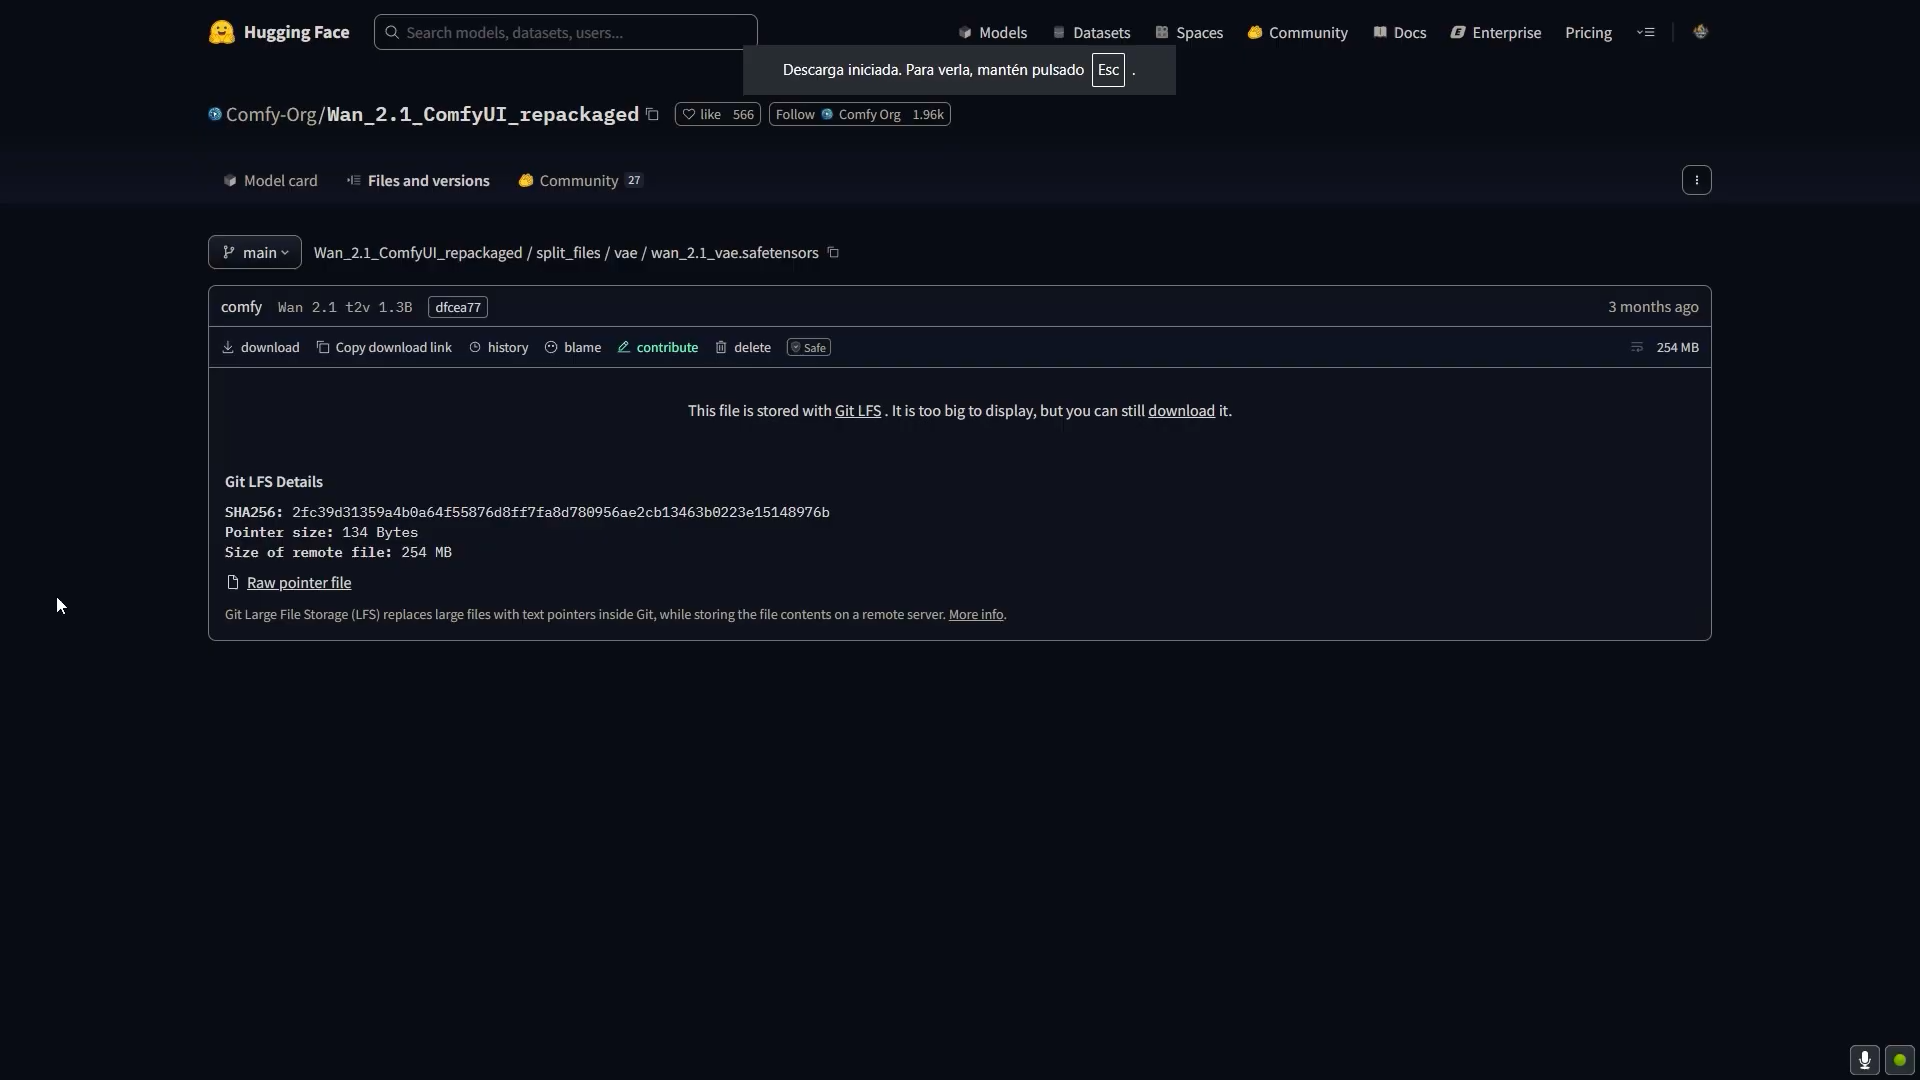 Hugging Face
Search models, datasets, users...
Models
Datasets
Spaces
Community
Docs
Enterprise
Pricing
Descarga iniciada. Para verla, mantén pulsado Esc .
Comfy-Org/Wan_2.1_ComfyUI_repackaged
like 566
Follow Comfy Org 1.96k
Model card
Files and versions
Community 27
main
Wan_2.1_ComfyUI_repackaged / split_files / vae / wan_2.1_vae.safetensors
comfy Wan 2.1 t2v 1.3B dfcea77
3 months ago
download
Copy download link
history
blame
contribute
delete
Safe
254 MB
This file is stored with Git LFS . It is too big to display, but you can still download it.
Git LFS Details
SHA256: 2fc39d31359a4b0a64f55876d8ff7fa8d780956ae2cb13463b0223e15148976b
Pointer size: 134 Bytes
Size of remote file: 254 MB
Raw pointer file
Git Large File Storage (LFS) replaces large files with text pointers inside Git, while storing the file contents on a remote server. More info.